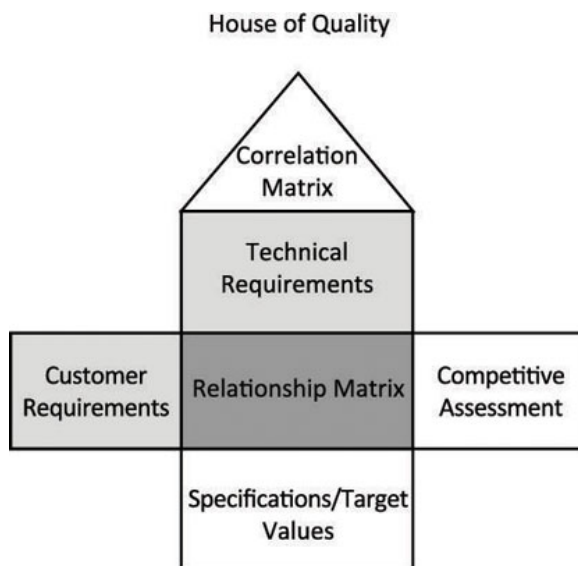 House of Quality
Correlation
Matrix
Technical
Requirements
Customer
Requirements
Relationship Matrix
Competitive
Assessment
Specifications/Target
Values